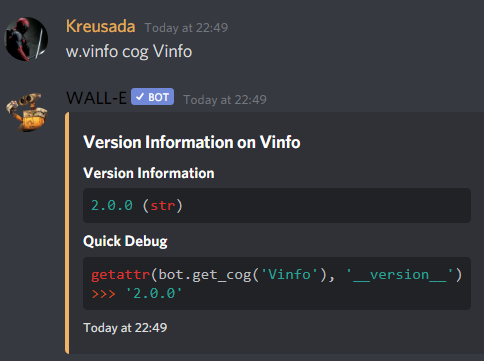 Kreusada Today at 22:49
w.vinfo cog Vinfo
WALL-E ✓ BOT Today at 22:49
Version Information on Vinfo
Version Information
2.0.0 (str)
Quick Debug
getattr(bot.get_cog('Vinfo'), '__version__')
>>> '2.0.0'
Today at 22:49